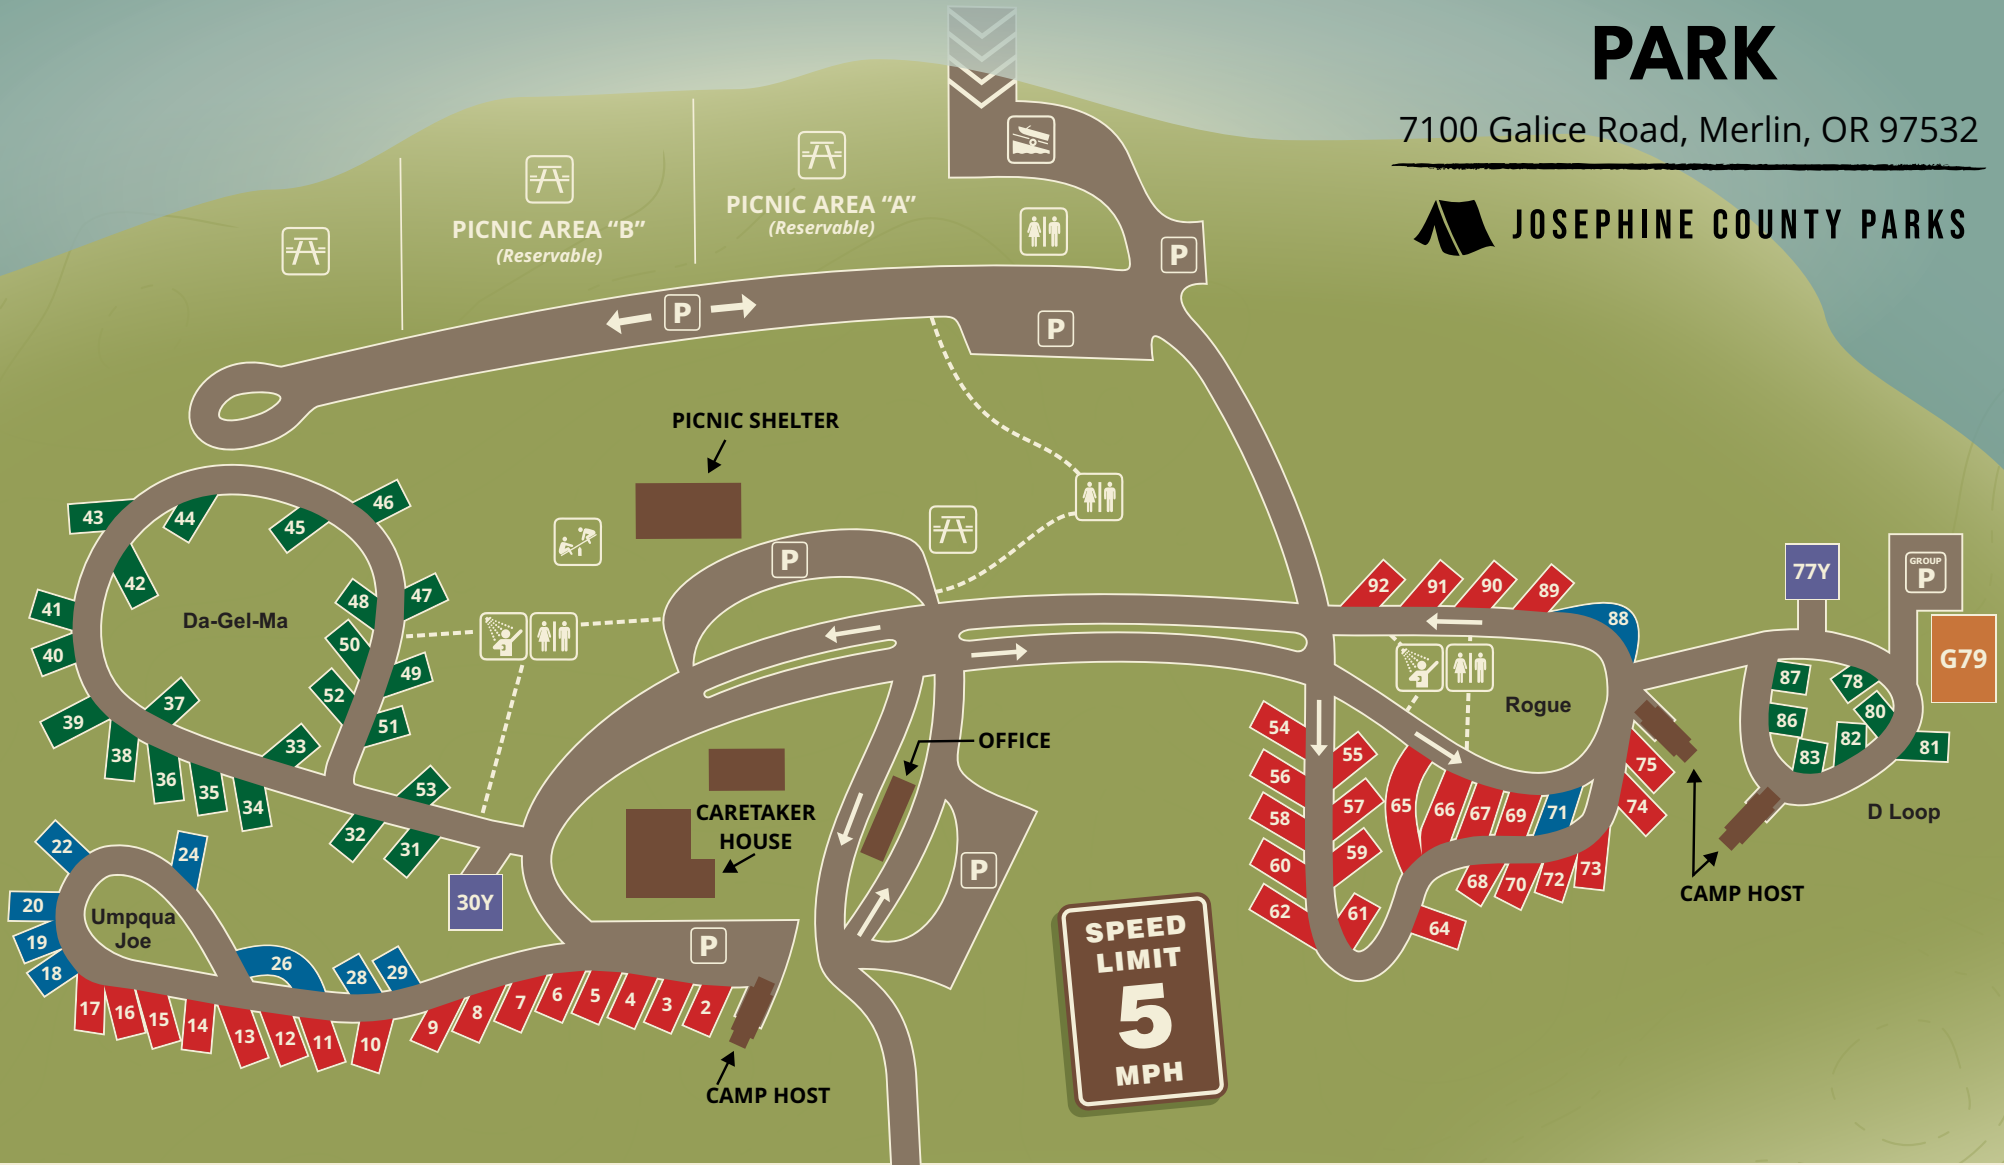 PARK
7100 Galice Road, Merlin, OR 97532
JOSEPHINE COUNTY PARKS
PICNIC AREA “A”
(Reservable)
PICNIC AREA “B”
(Reservable)
P
P
P
PICNIC SHELTER
P
43
44
45
46
42
41
40
39
38
37
36
35
34
33
Da-Gel-Ma
48
47
50
49
52
51
53
32
31
30Y
92
91
90
89
88
Rogue
77Y
GROUP
P
G79
87
78
86
80
82
83
81
D Loop
54
55
56
57
58
59
60
61
62
65
66
67
69
71
75
74
73
72
70
68
64
CAMP HOST
OFFICE
CARETAKER
HOUSE
P
P
22
24
20
19
18
Umpqua
Joe
26
28
29
17
16
15
14
13
12
11
10
9
8
7
6
5
4
3
2
CAMP HOST
SPEED
LIMIT
5
MPH